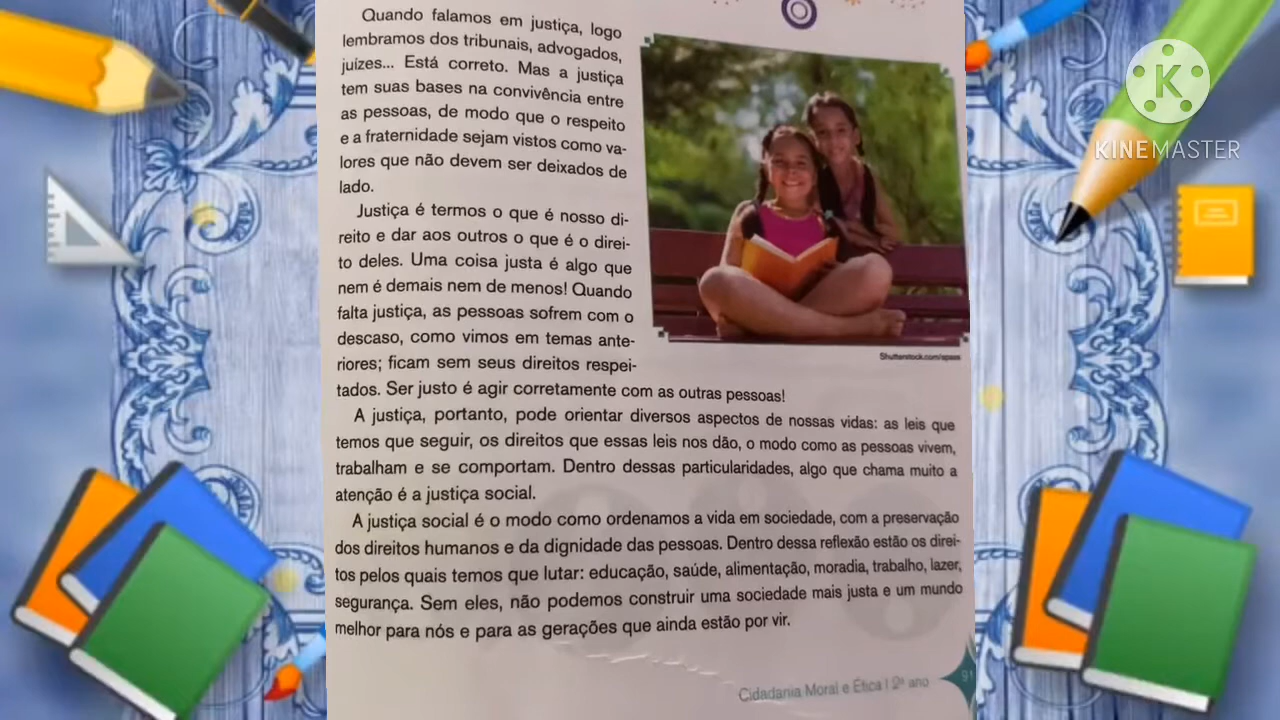 Quando falamos em justiça, logo
lembramos dos tribunais, advogados,
juízes... Está correto. Mas a justiça
tem suas bases na convivência entre
as pessoas, de modo que o respeito
e a fraternidade sejam vistos como va-
lores que não devem ser deixados de
lado.
Justiça é termos o que é nosso di-
reito e dar aos outros o que é o direi-
to deles. Uma coisa justa é algo que
nem é demais nem de menos! Quando
falta justiça, as pessoas sofrem com o
descaso, como vimos em temas ante-
riores; ficam sem seus direitos respei-
tados. Ser justo é agir corretamente com as outras pessoas!
A justiça, portanto, pode orientar diversos aspectos de nossas vidas: as leis que
temos que seguir, os direitos que essas leis nos dão, o modo como as pessoas vivem,
trabalham e se comportam. Dentro dessas particularidades, algo que chama muito a
atenção é a justiça social.
A justiça social é o modo como ordenamos a vida em sociedade, com a preservação
dos direitos humanos e da dignidade das pessoas. Dentro dessa reflexão estão os direi-
tos pelos quais temos que lutar: educação, saúde, alimentação, moradia, trabalho, lazer,
segurança. Sem eles, não podemos construir uma sociedade mais justa e um mundo
melhor para nós e para as gerações que ainda estão por vir.
Cidadania Moral e Ética | 2º ano
91
K
KINEMASTER